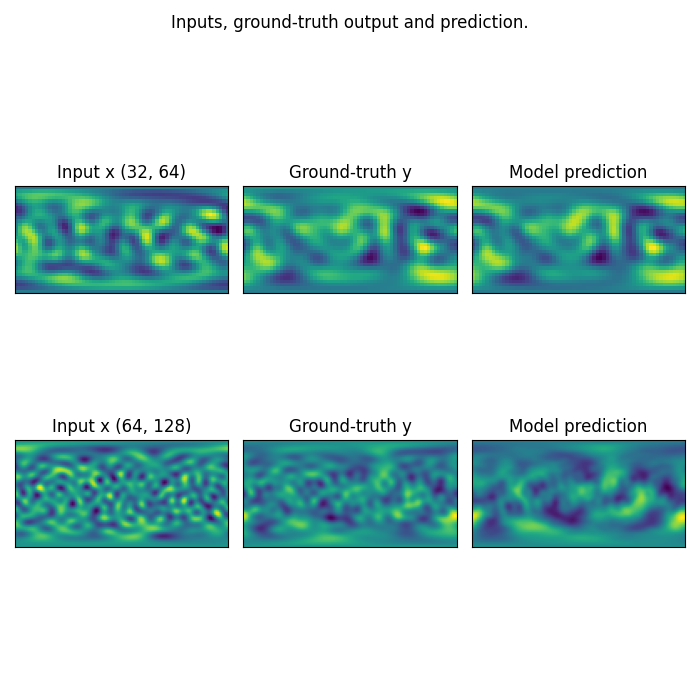 Inputs, ground-truth output and prediction.
Input x (32, 64)
Ground-truth y
Model prediction
Input x (64, 128)
Ground-truth y
Model prediction